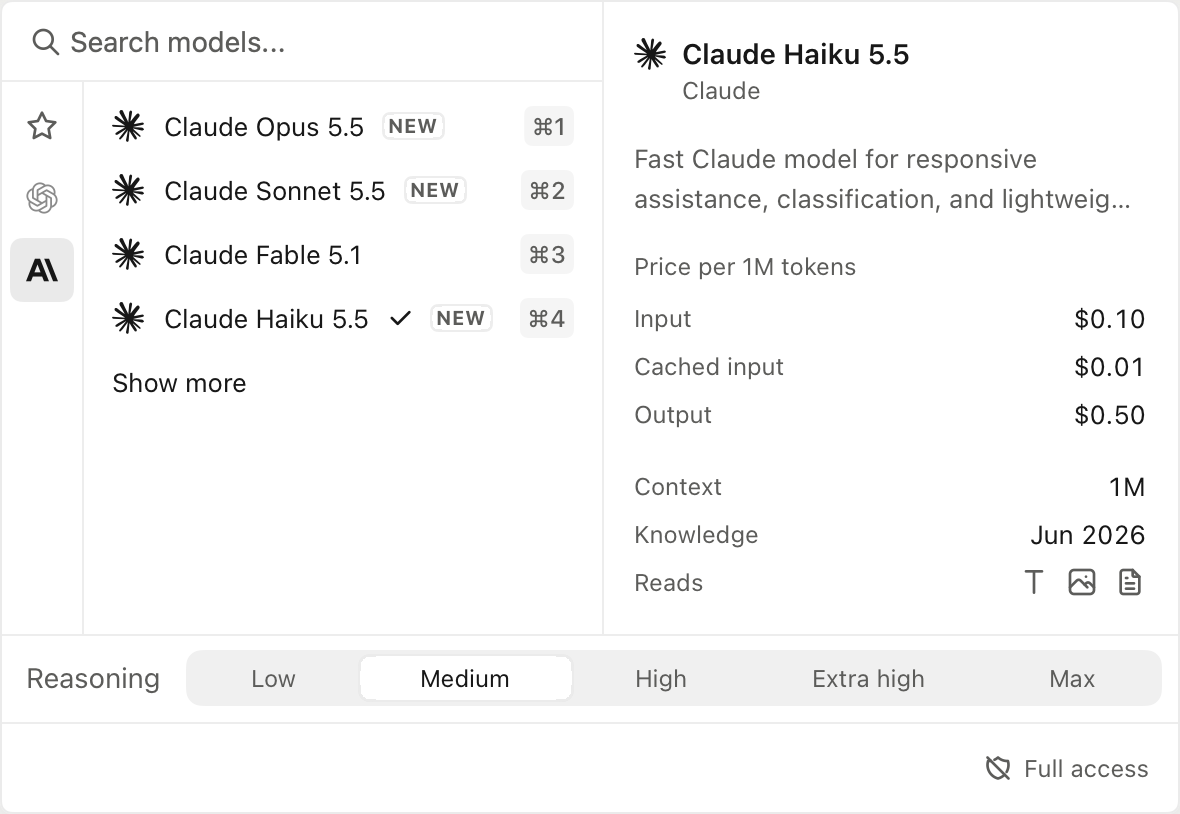 Search models...
Claude Opus 5.5 NEW ⌘1
Claude Sonnet 5.5 NEW ⌘2
Claude Fable 5.1 ⌘3
Claude Haiku 5.5 NEW ⌘4
Show more
Claude Haiku 5.5
Claude
Fast Claude model for responsive
assistance, classification, and lightweig...
Price per 1M tokens
Input $0.10
Cached input $0.01
Output $0.50
Context 1M
Knowledge Jun 2026
Reads
Reasoning Low Medium High Extra high Max
Full access